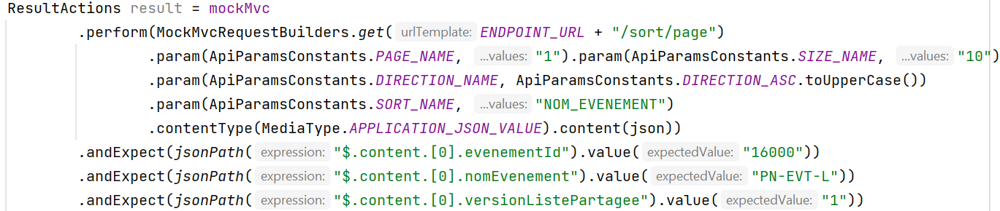 ResultActions result = mockMvc
.perform(MockMvcRequestBuilders.get( urlTemplate: ENDPOINT_URL + "/sort/page")
.param(ApiParamsConstants.PAGE_NAME, ...values: "1").param(ApiParamsConstants.SIZE_NAME, ...values: "10")
.param(ApiParamsConstants.DIRECTION_NAME, ApiParamsConstants.DIRECTION_ASC.toUpperCase())
.param(ApiParamsConstants.SORT_NAME, ...values: "NOM_EVENEMENT")
.contentType(MediaType.APPLICATION_JSON_VALUE).content(json))
.andExpect(jsonPath( expression: "$.content.[0].evenementId").value( expectedValue: "16000"))
.andExpect(jsonPath( expression: "$.content.[0].nomEvenement").value( expectedValue: "PN-EVT-L"))
.andExpect(jsonPath( expression: "$.content.[0].versionListePartagee").value( expectedValue: "1"))